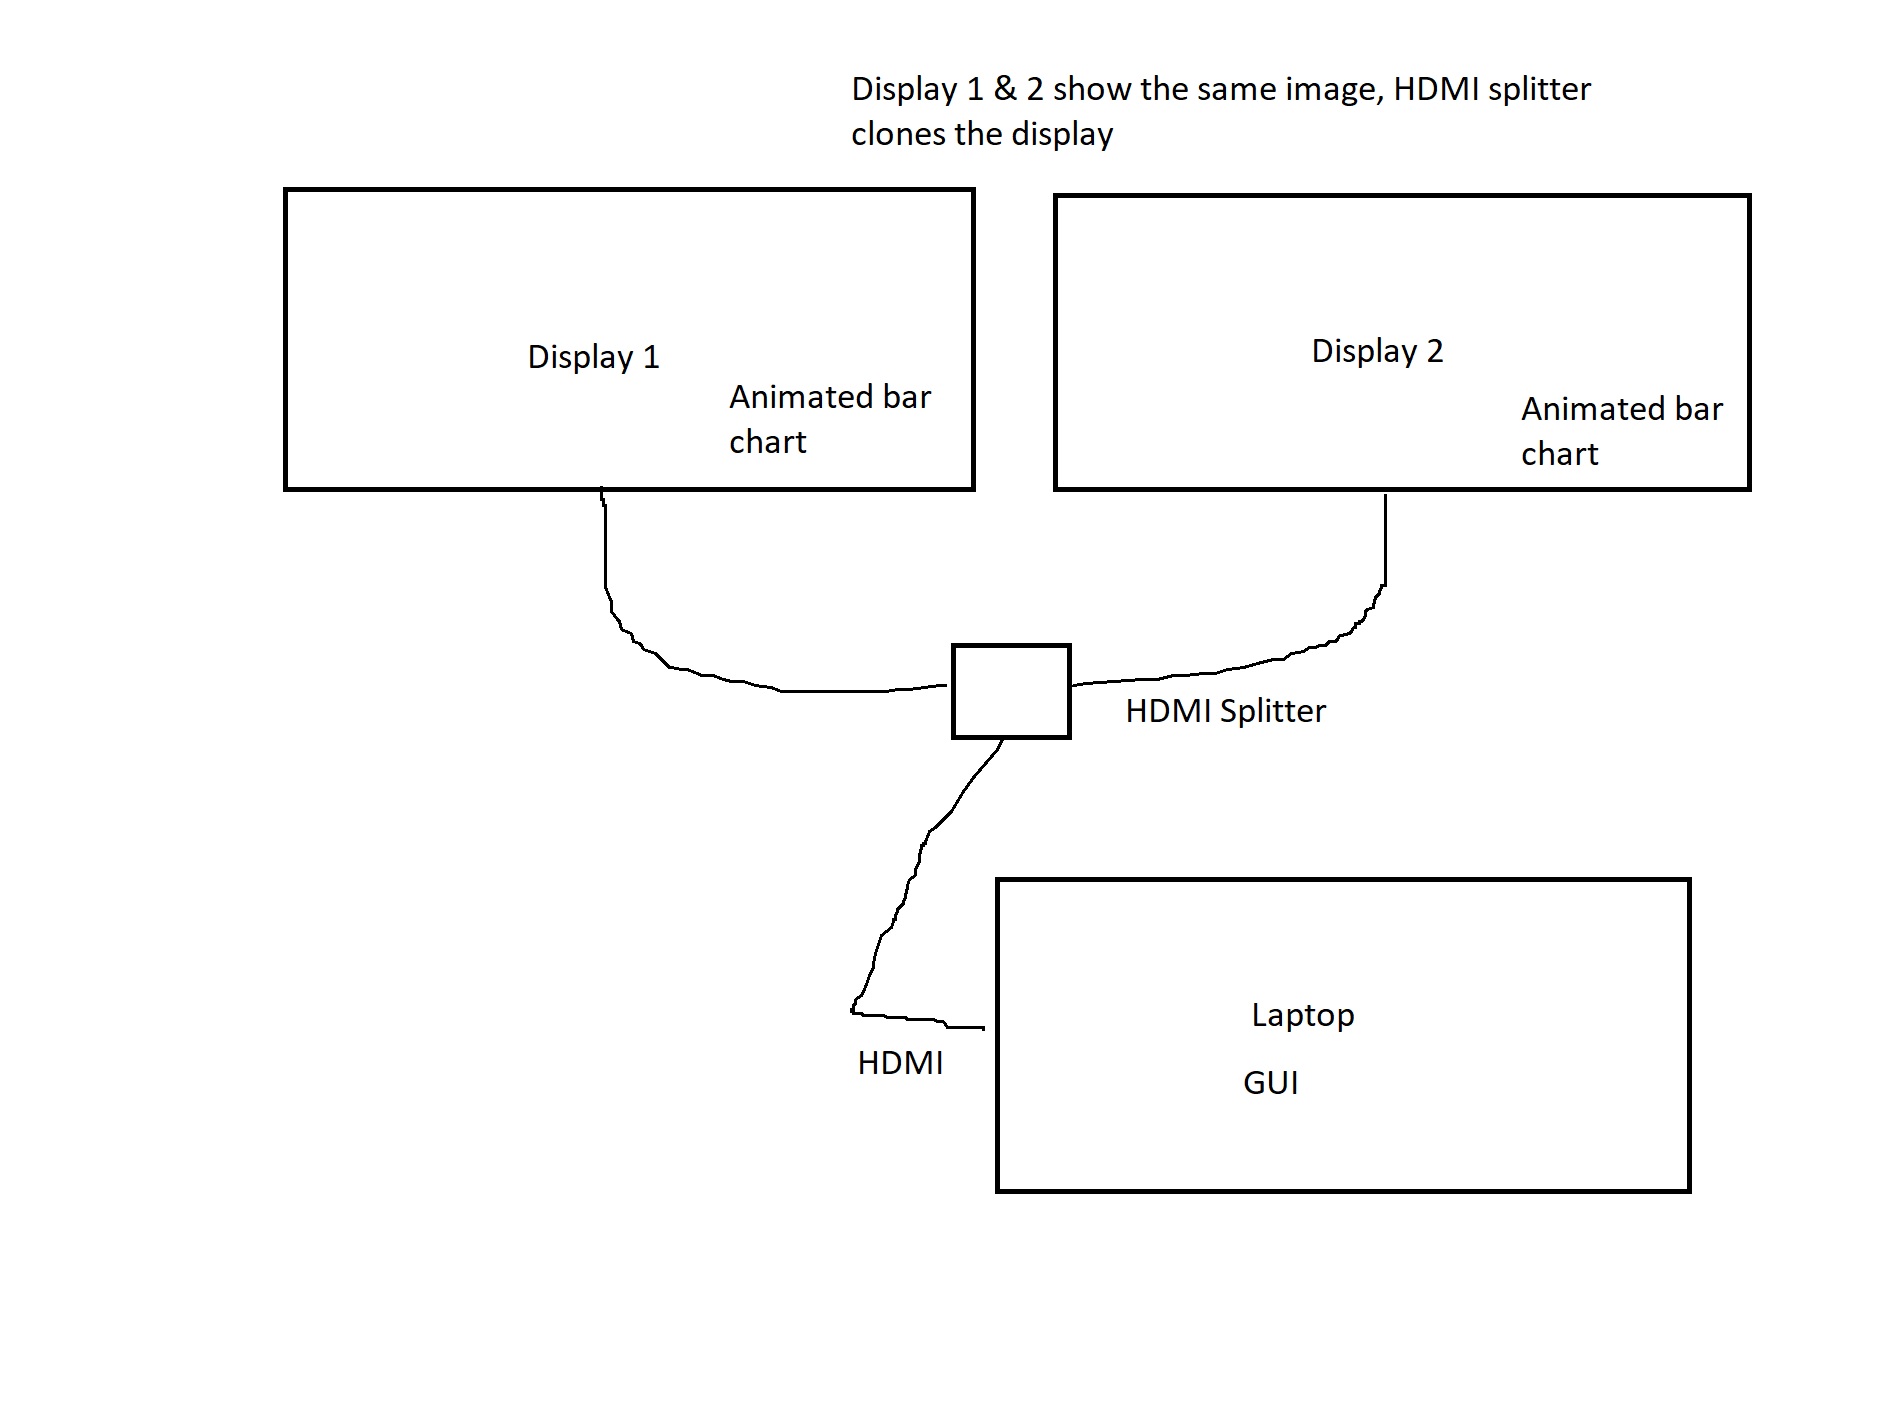 Display 1 & 2 show the same image, HDMI splitter
clones the display
Display 1
Animated bar
chart
Display 2
Animated bar
chart
HDMI Splitter
HDMI
Laptop
GUI